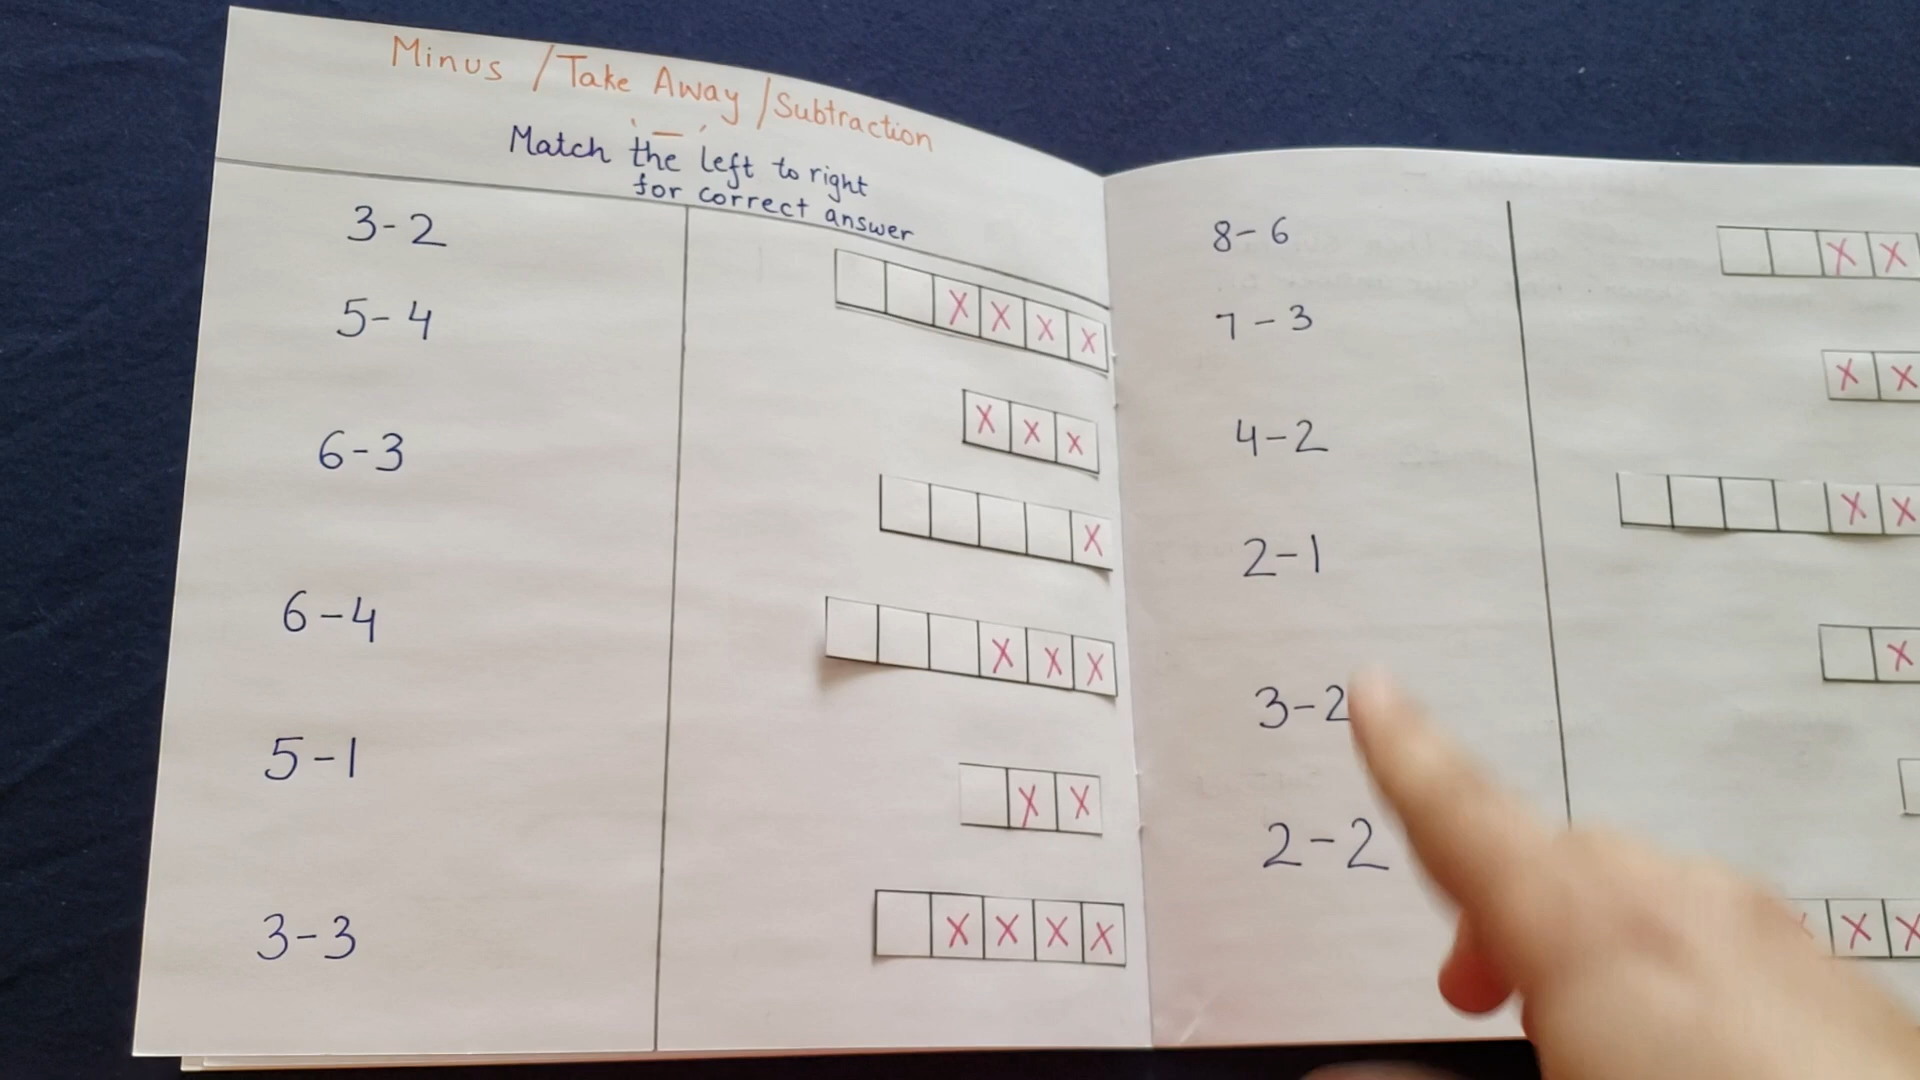 Minus / Take Away / Subtraction
' — '
Match the left to right
for correct answer
3-2
5-4
6-3
6-4
5-1
3-3
X X X X
X X X
X
X X X
X X
X X X X
8-6
7-3
4-2
2-1
3-2
2-2
X X
X X
X X
X
X X